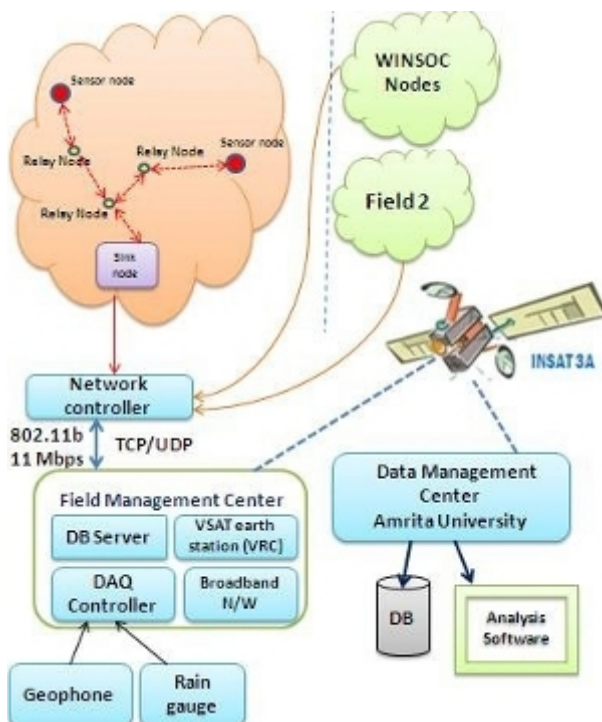 Sensor node
Relay Node
Relay Node
Sensor node
Relay Node
Sink
node
WINSOC
Nodes
Field 2
INSAT 3A
Network
controller
802.11b
11 Mbps
TCP/UDP
Field Management Center
DB Server
VSAT earth
station (VRC)
DAQ
Controller
Broadband
N/W
Geophone
Rain
gauge
Data Management
Center
Amrita University
DB
Analysis
Software